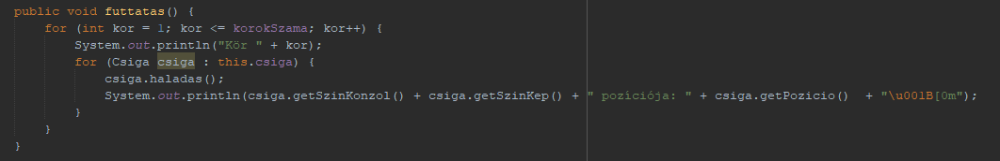 public void futtatas() {
    for (int kor = 1; kor <= korokSzama; kor++) {
        System.out.println("Kör " + kor);
        for (Csiga csiga : this.csiga) {
            csiga.haladas();
            System.out.println(csiga.getSzinKonzol() + csiga.getSzinKep() + " pozíciója: " + csiga.getPozicio()  + "\u001B[0m");
        }
    }
}